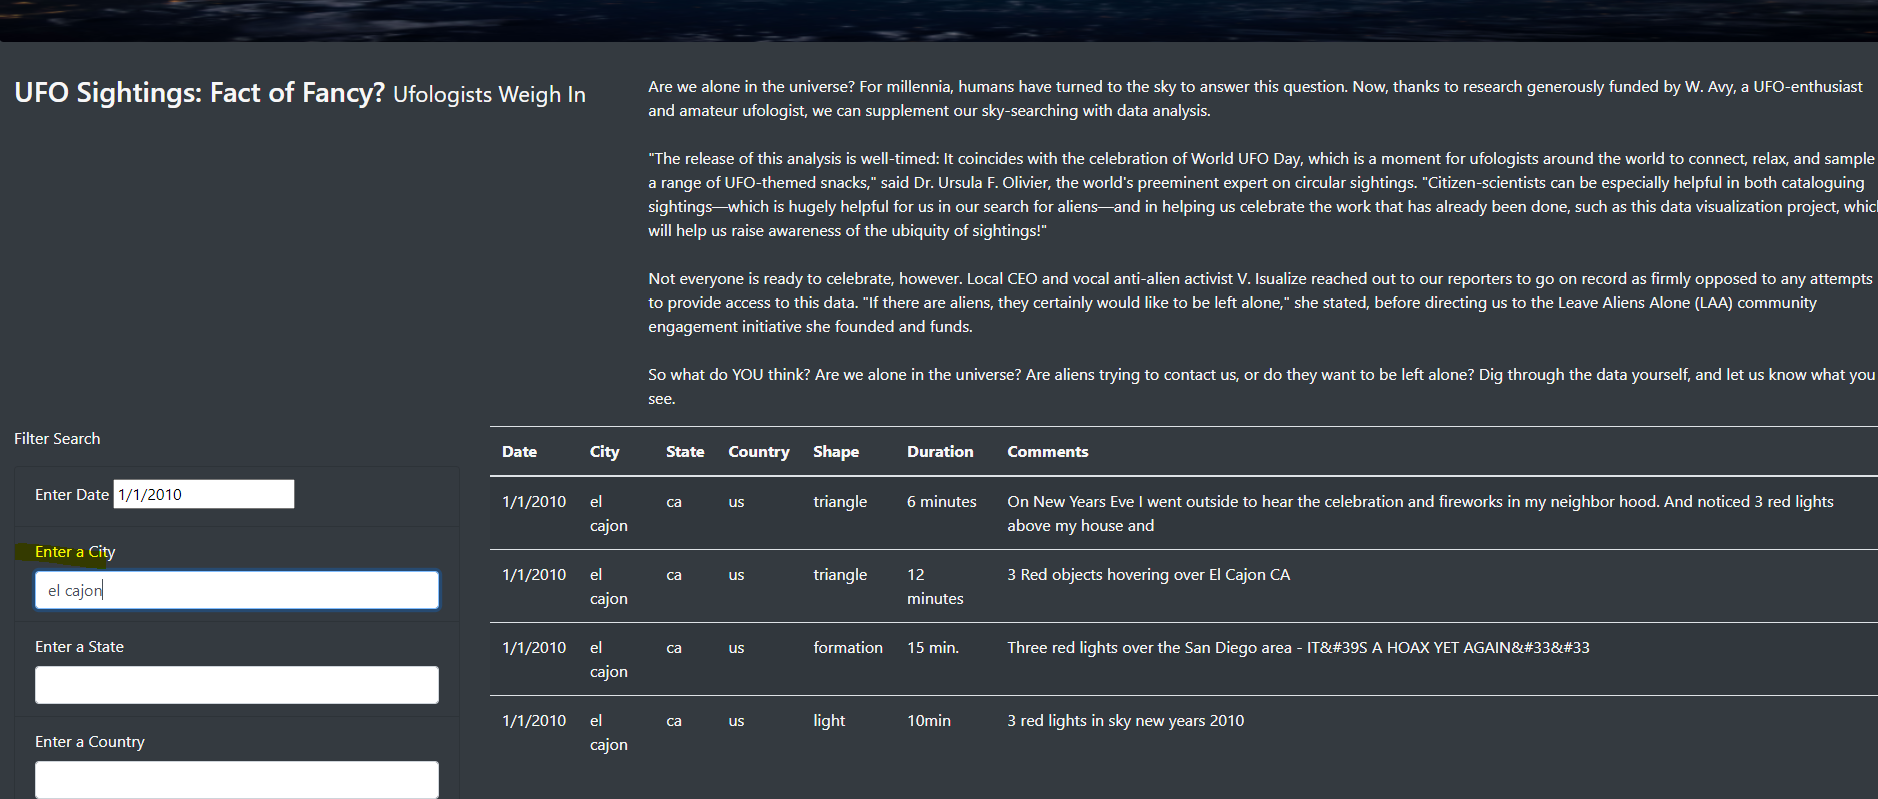 UFO Sightings: Fact of Fancy? Ufologists Weigh In
Are we alone in the universe? For millennia, humans have turned to the sky to answer this question. Now, thanks to research generously funded by W. Avy, a UFO-enthusiast
and amateur ufologist, we can supplement our sky-searching with data analysis.
"The release of this analysis is well-timed: It coincides with the celebration of World UFO Day, which is a moment for ufologists around the world to connect, relax, and sample
a range of UFO-themed snacks," said Dr. Ursula F. Olivier, the world's preeminent expert on circular sightings. "Citizen-scientists can be especially helpful in both cataloguing
sightings—which is hugely helpful for us in our search for aliens—and in helping us celebrate the work that has already been done, such as this data visualization project, whic
will help us raise awareness of the ubiquity of sightings!"
Not everyone is ready to celebrate, however. Local CEO and vocal anti-alien activist V. Isualize reached out to our reporters to go on record as firmly opposed to any attempts
to provide access to this data. "If there are aliens, they certainly would like to be left alone," she stated, before directing us to the Leave Aliens Alone (LAA) community
engagement initiative she founded and funds.
So what do YOU think? Are we alone in the universe? Are aliens trying to contact us, or do they want to be left alone? Dig through the data yourself, and let us know what you
see.
Filter Search
Enter Date 1/1/2010
Enter a City
el cajon
Enter a State
Enter a Country
Date City State Country Shape Duration Comments
1/1/2010 el ca us triangle 6 minutes On New Years Eve I went outside to hear the celebration and fireworks in my neighbor hood. And noticed 3 red lights
cajon above my house and
1/1/2010 el ca us triangle 12 3 Red objects hovering over El Cajon CA
cajon minutes
1/1/2010 el ca us formation 15 min. Three red lights over the San Diego area - IT&#39S A HOAX YET AGAIN&#33&#33
cajon
1/1/2010 el ca us light 10min 3 red lights in sky new years 2010
cajon